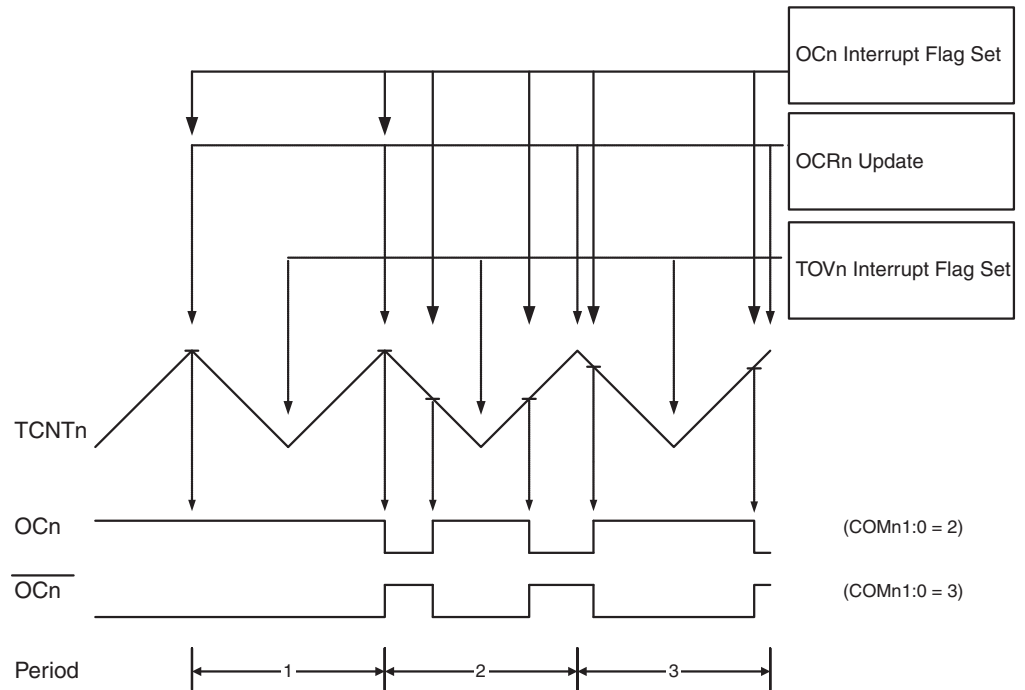 OCn Interrupt Flag Set
OCRn Update
TOVn Interrupt Flag Set
TCNTn
OCn
(COMn1:0 = 2)
OCn
(COMn1:0 = 3)
Period
1
2
3